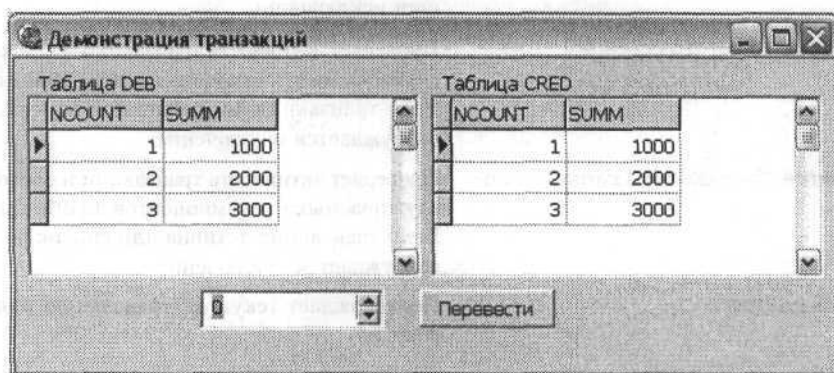 Демонстрация транзакций
Таблица DEB
NCOUNT SUMM
1 1000
2 2000
3 3000
Таблица CRED
NCOUNT SUMM
1 1000
2 2000
3 3000
0 Перевести